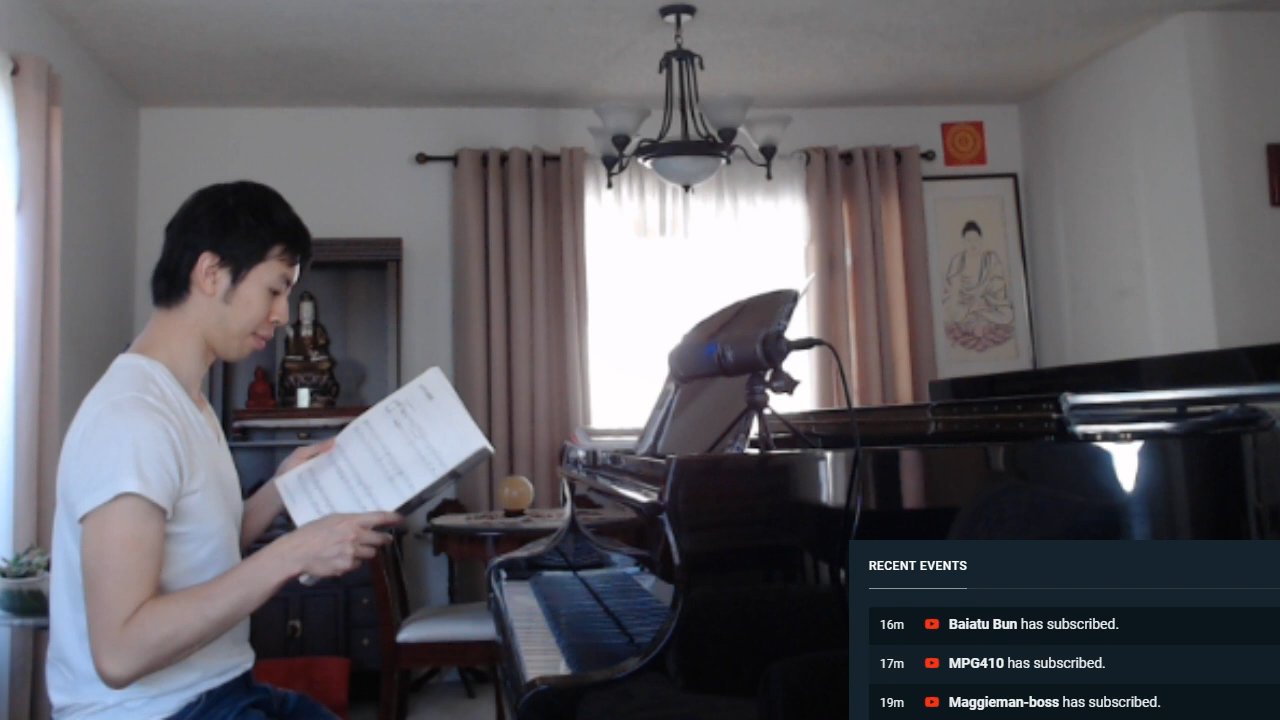 RECENT EVENTS
16m Baiatu Bun has subscribed.
17m MPG410 has subscribed.
19m Maggieman-boss has subscribed.